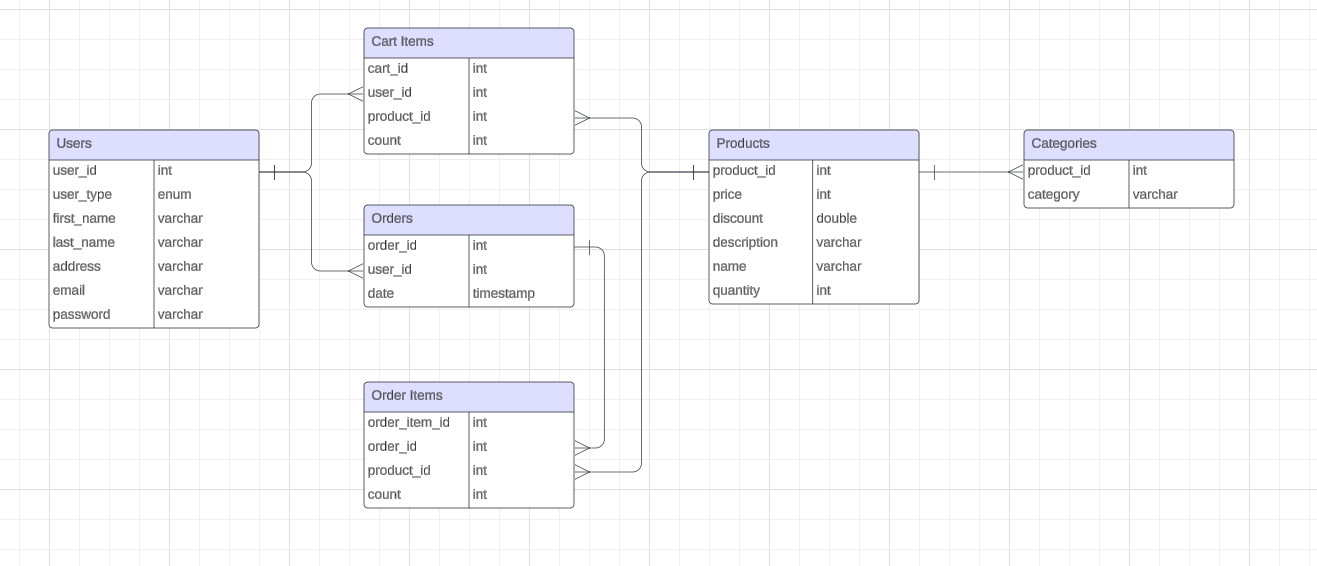 Cart Items
cart_id int
user_id int
product_id int
count int
Users
user_id int
user_type enum
first_name varchar
last_name varchar
address varchar
email varchar
password varchar
Orders
order_id int
user_id int
date timestamp
Order Items
order_item_id int
order_id int
product_id int
count int
Products
product_id int
price int
discount double
description varchar
name varchar
quantity int
Categories
product_id int
category varchar